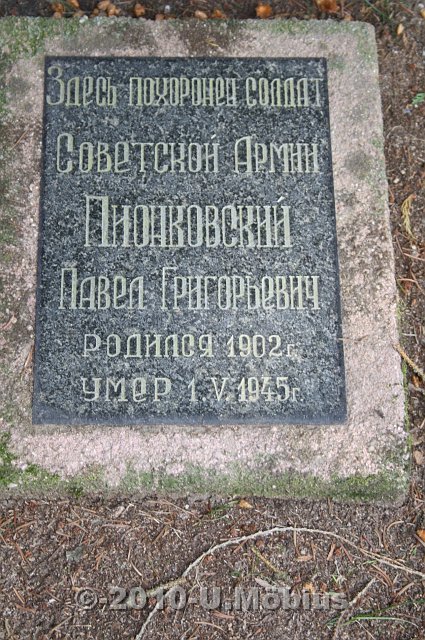 Здесь похоронен солдат
Советской Армии
Пионковский
Павел Григорьевич
родился 1902 г.
умер 1.V.1945 г.
© 2010-U.Möbius